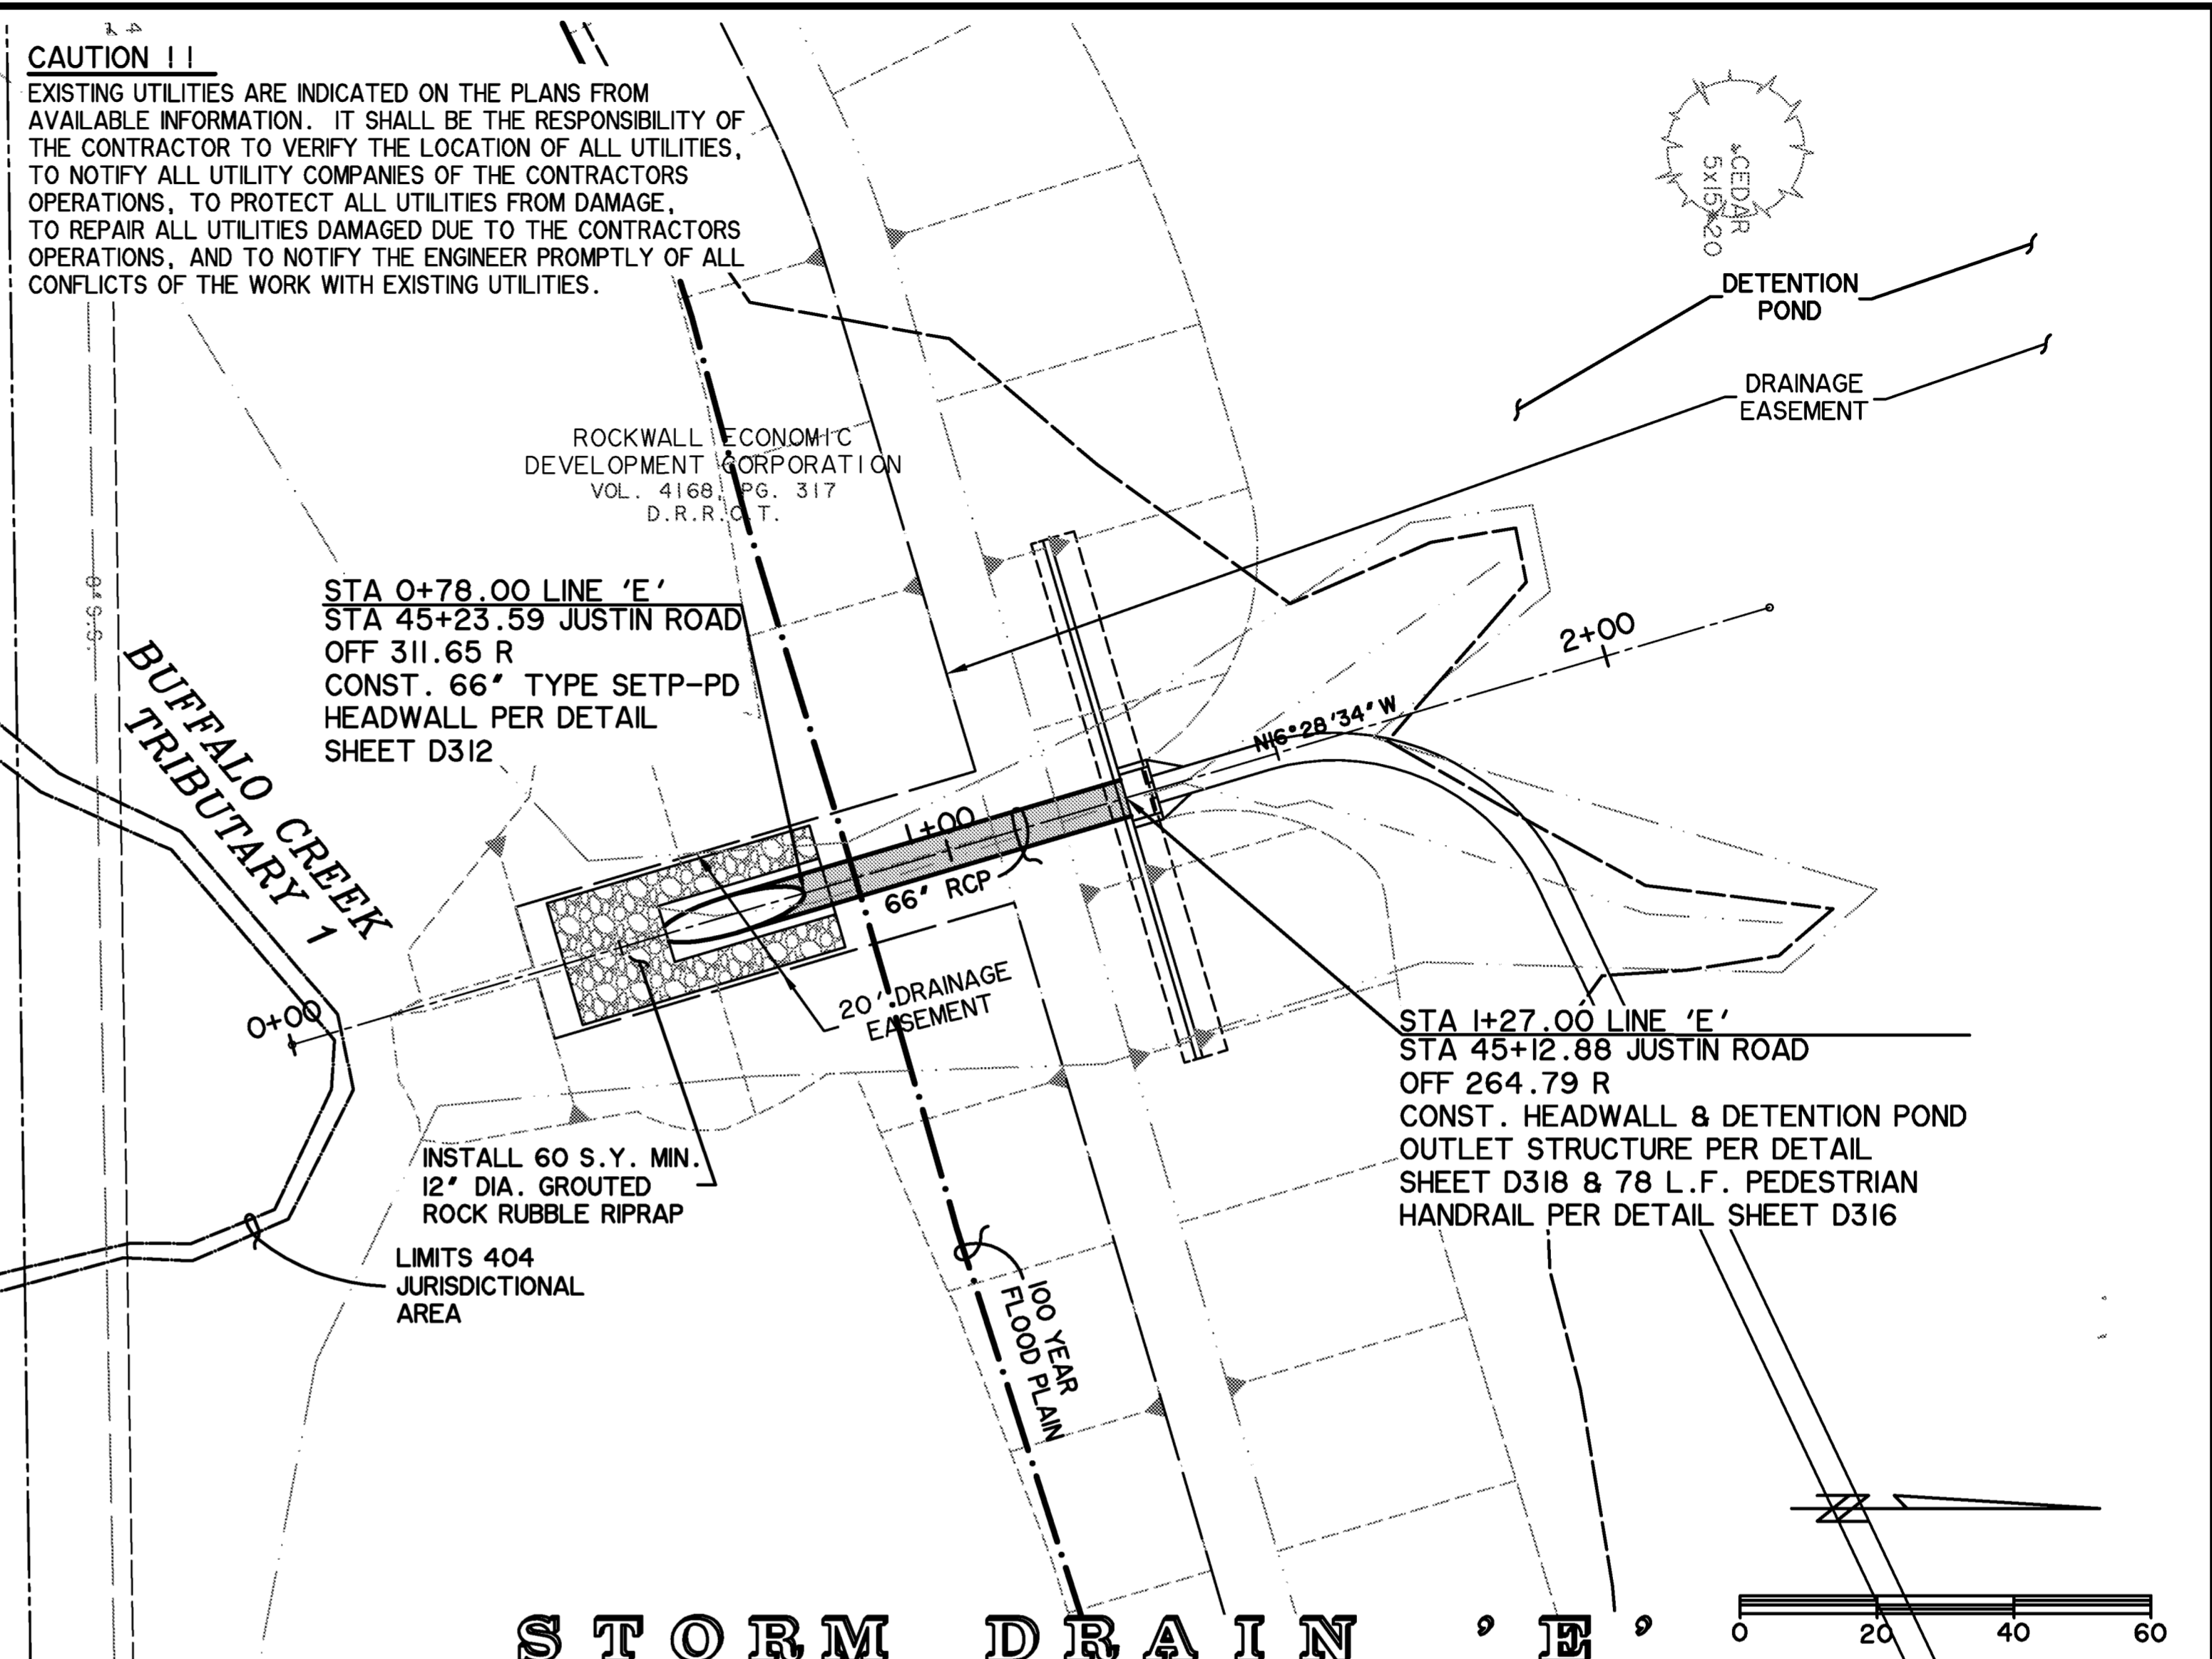 CAUTION !!
EXISTING UTILITIES ARE INDICATED ON THE PLANS FROM
AVAILABLE INFORMATION. IT SHALL BE THE RESPONSIBILITY OF
THE CONTRACTOR TO VERIFY THE LOCATION OF ALL UTILITIES,
TO NOTIFY ALL UTILITY COMPANIES OF THE CONTRACTORS
OPERATIONS, TO PROTECT ALL UTILITIES FROM DAMAGE,
TO REPAIR ALL UTILITIES DAMAGED DUE TO THE CONTRACTORS
OPERATIONS, AND TO NOTIFY THE ENGINEER PROMPTLY OF ALL
CONFLICTS OF THE WORK WITH EXISTING UTILITIES.
CEDAR
5x15x20
DETENTION
POND
DRAINAGE
EASEMENT
ROCKWALL ECONOMIC
DEVELOPMENT CORPORATION
VOL. 4168, PG. 317
D.R.R.C.T.
8" S.S.
STA 0+78.00 LINE 'E'
STA 45+23.59 JUSTIN ROAD
OFF 311.65 R
CONST. 66" TYPE SETP-PD
HEADWALL PER DETAIL
SHEET D312
BUFFALO CREEK
TRIBUTARY 1
2+00
N16°28'34" W
1+00
66" RCP
0+00
20' DRAINAGE
EASEMENT
STA 1+27.00 LINE 'E'
STA 45+12.88 JUSTIN ROAD
OFF 264.79 R
CONST. HEADWALL & DETENTION POND
OUTLET STRUCTURE PER DETAIL
SHEET D318 & 78 L.F. PEDESTRIAN
HANDRAIL PER DETAIL SHEET D316
INSTALL 60 S.Y. MIN.
12" DIA. GROUTED
ROCK RUBBLE RIPRAP
LIMITS 404
JURISDICTIONAL
AREA
100 YEAR
FLOOD PLAIN
0 20 40 60
STORM DRAIN 'E'